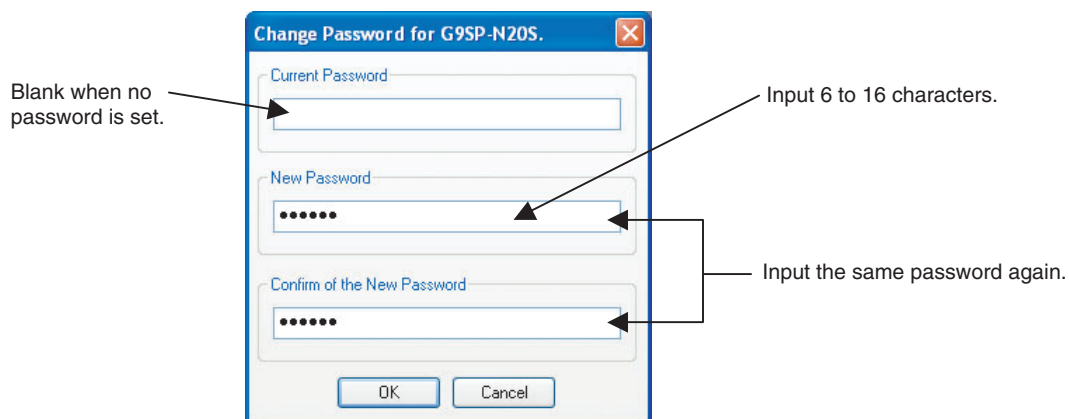 Change Password for G9SP-N20S.
Current Password
Blank when no
password is set.
Input 6 to 16 characters.
New Password
••••••
Input the same password again.
Confirm of the New Password
••••••
OK
Cancel